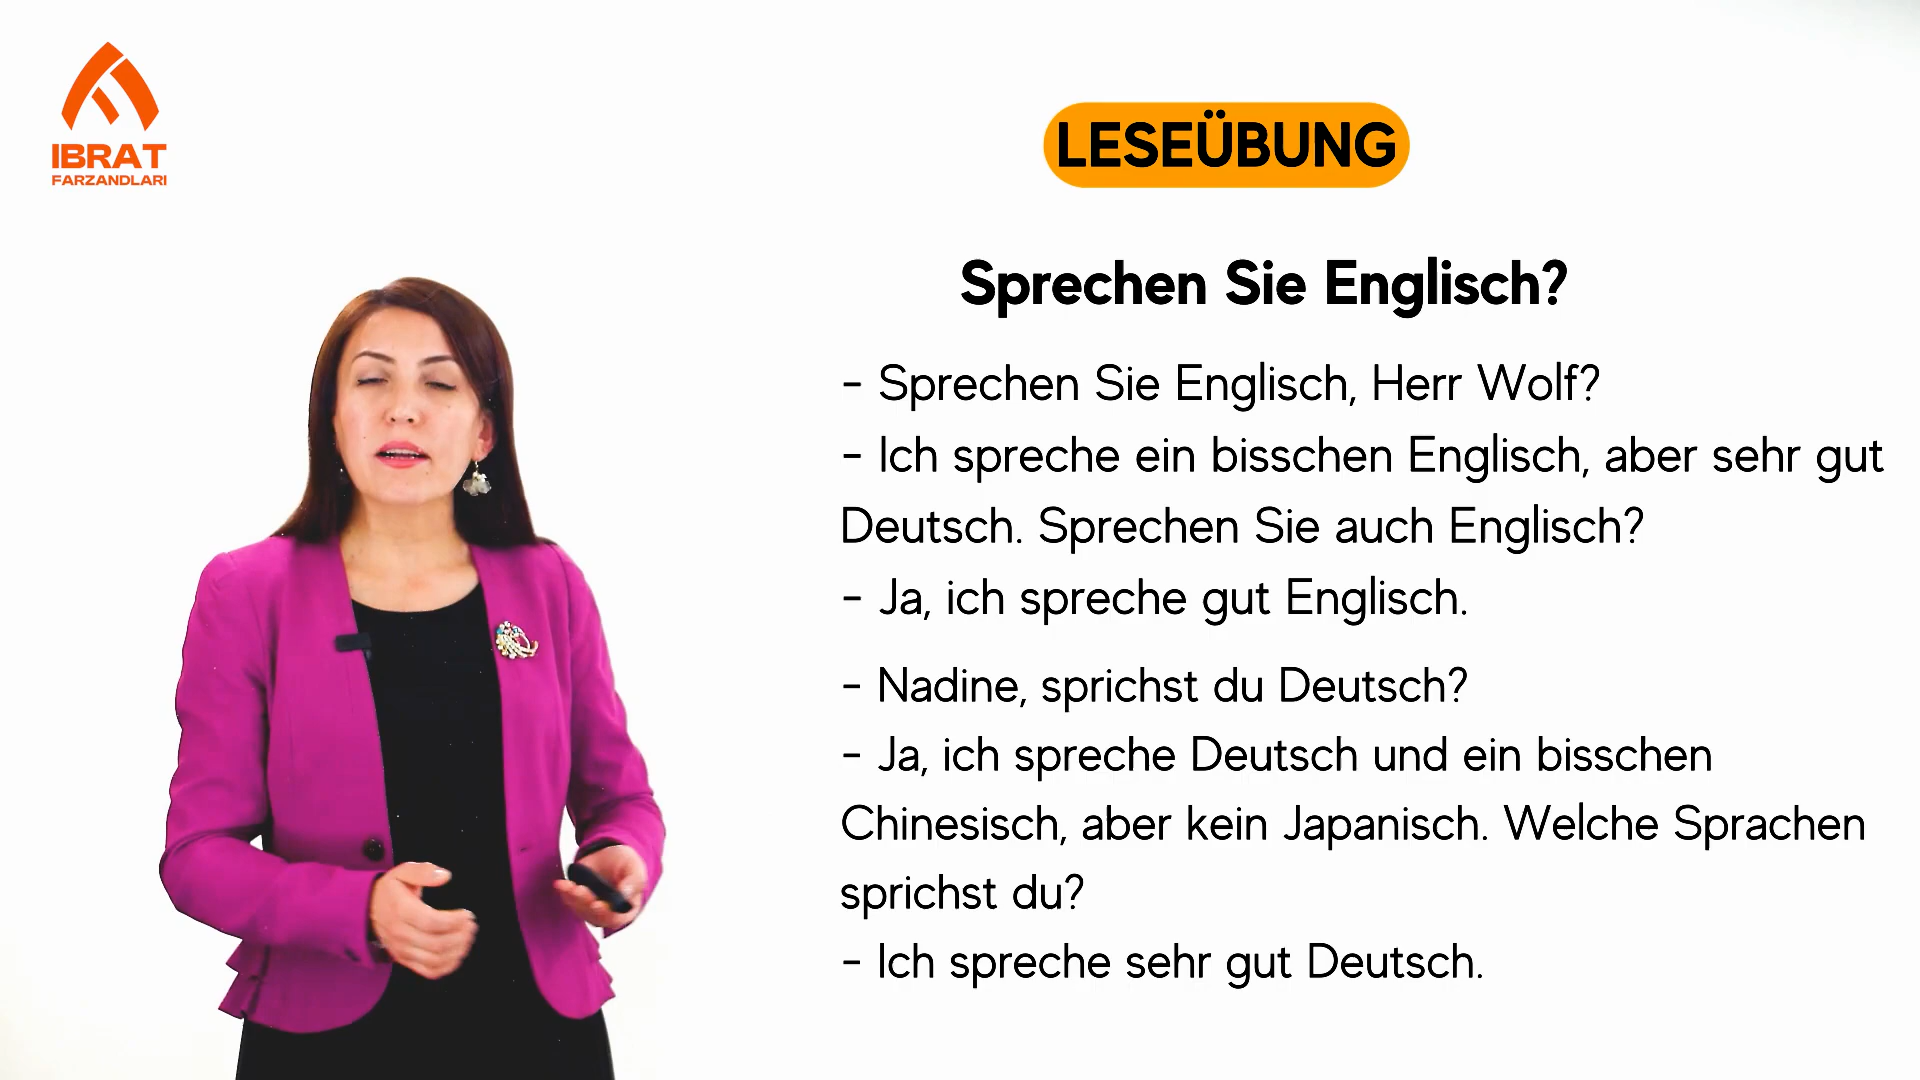 IBRAT
FARZANDLARI
LESEÜBUNG
Sprechen Sie Englisch?
- Sprechen Sie Englisch, Herr Wolf?
- Ich spreche ein bisschen Englisch, aber sehr gut
Deutsch. Sprechen Sie auch Englisch?
- Ja, ich spreche gut Englisch.
- Nadine, sprichst du Deutsch?
- Ja, ich spreche Deutsch und ein bisschen
Chinesisch, aber kein Japanisch. Welche Sprachen
sprichst du?
- Ich spreche sehr gut Deutsch.